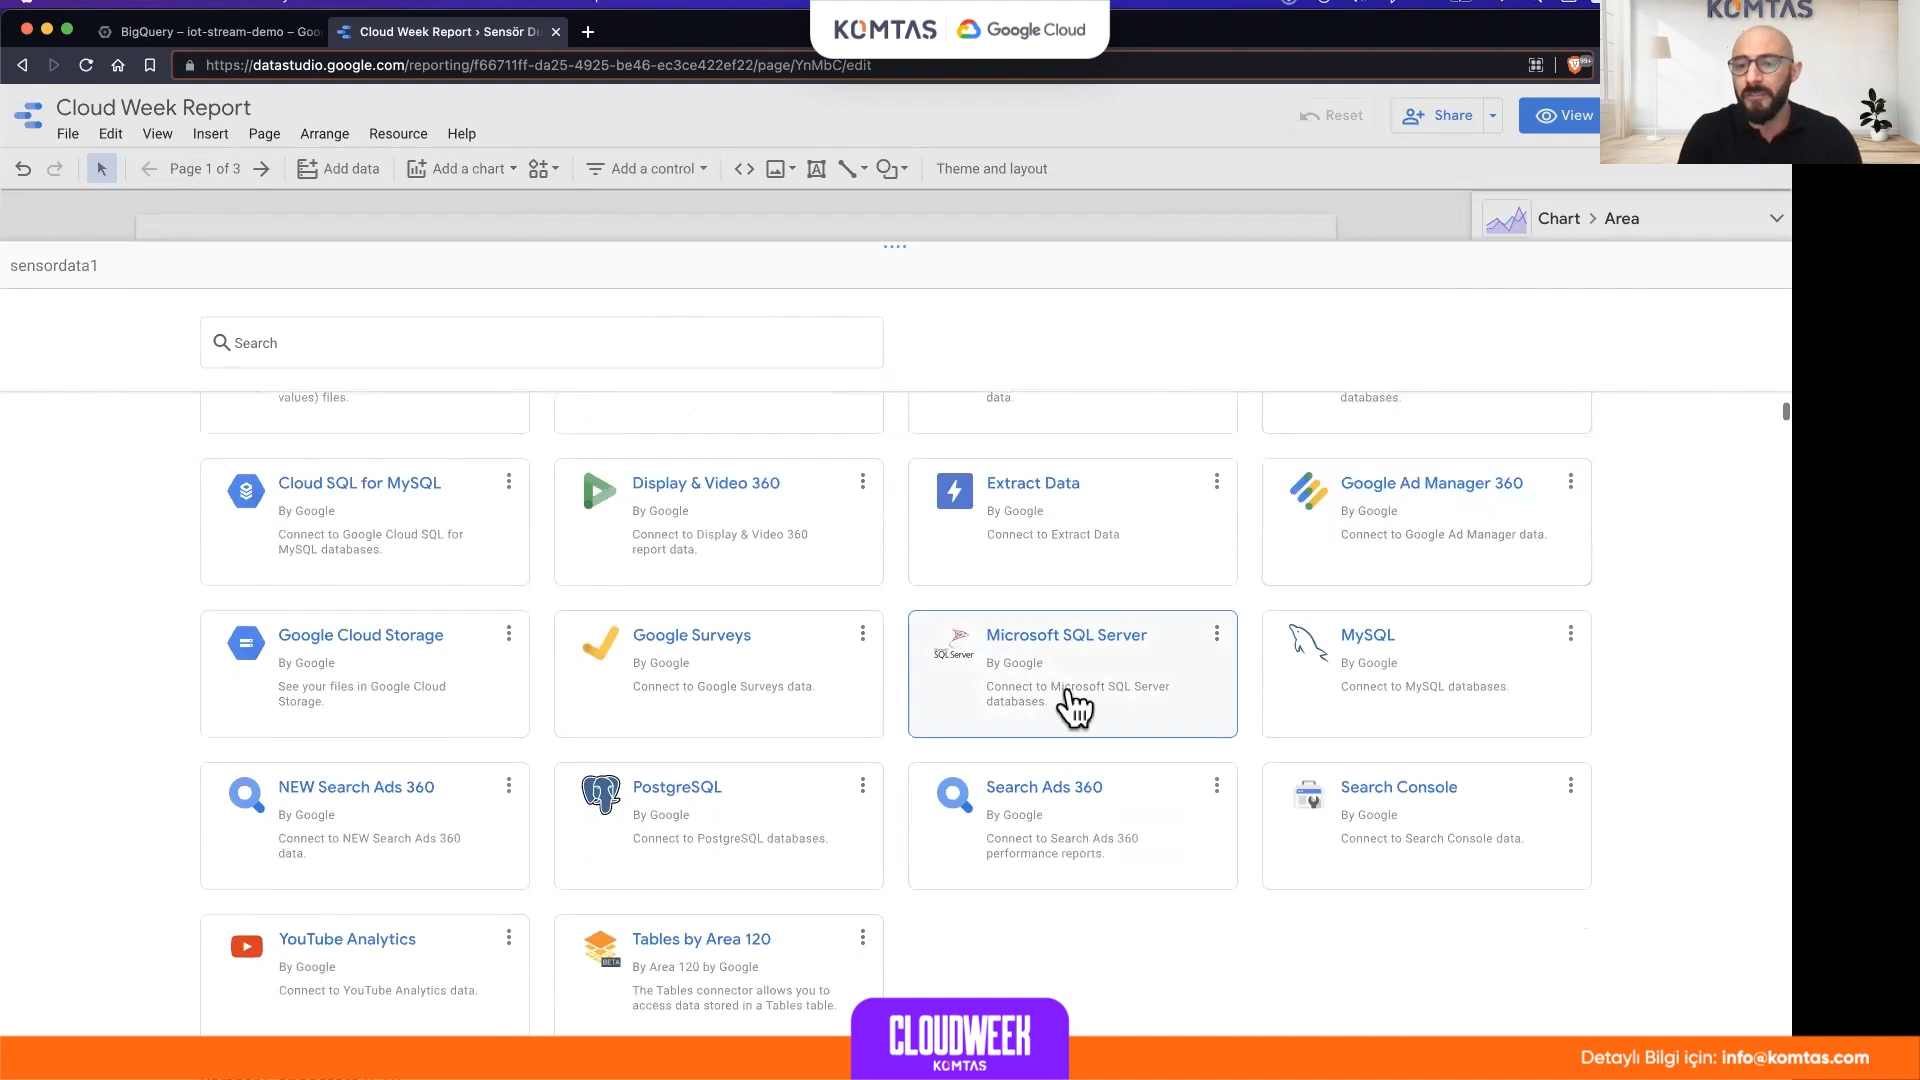 BigQuery – iot-stream-demo – Goo
Cloud Week Report › Sensör Du
KOMTAS
Google Cloud
KOMTAS
https://datastudio.google.com/reporting/f66711ff-da25-4925-be46-ec3ce422ef22/page/YnMbC/edit
99+
Cloud Week Report
File
Edit
View
Insert
Page
Arrange
Resource
Help
Reset
Share
View
Page 1 of 3
Add data
Add a chart
Add a control
Theme and layout
Chart
Area
sensordata1
Search
values) files.
data.
databases.
Cloud SQL for MySQL
By Google
Connect to Google Cloud SQL for
MySQL databases.
Display & Video 360
By Google
Connect to Display & Video 360
report data.
Extract Data
By Google
Connect to Extract Data
Google Ad Manager 360
By Google
Connect to Google Ad Manager data.
Google Cloud Storage
By Google
See your files in Google Cloud
Storage.
Google Surveys
By Google
Connect to Google Surveys data.
SQL Server
Microsoft SQL Server
By Google
Connect to Microsoft SQL Server
databases.
MySQL
By Google
Connect to MySQL databases.
NEW Search Ads 360
By Google
Connect to NEW Search Ads 360
data.
PostgreSQL
By Google
Connect to PostgreSQL databases.
Search Ads 360
By Google
Connect to Search Ads 360
performance reports.
Search Console
By Google
Connect to Search Console data.
YouTube Analytics
By Google
Connect to YouTube Analytics data.
BETA
Tables by Area 120
By Area 120 by Google
The Tables connector allows you to
access data stored in a Tables table.
CLOUDWEEK
KOMTAS
Detaylı Bilgi için: info@komtas.com